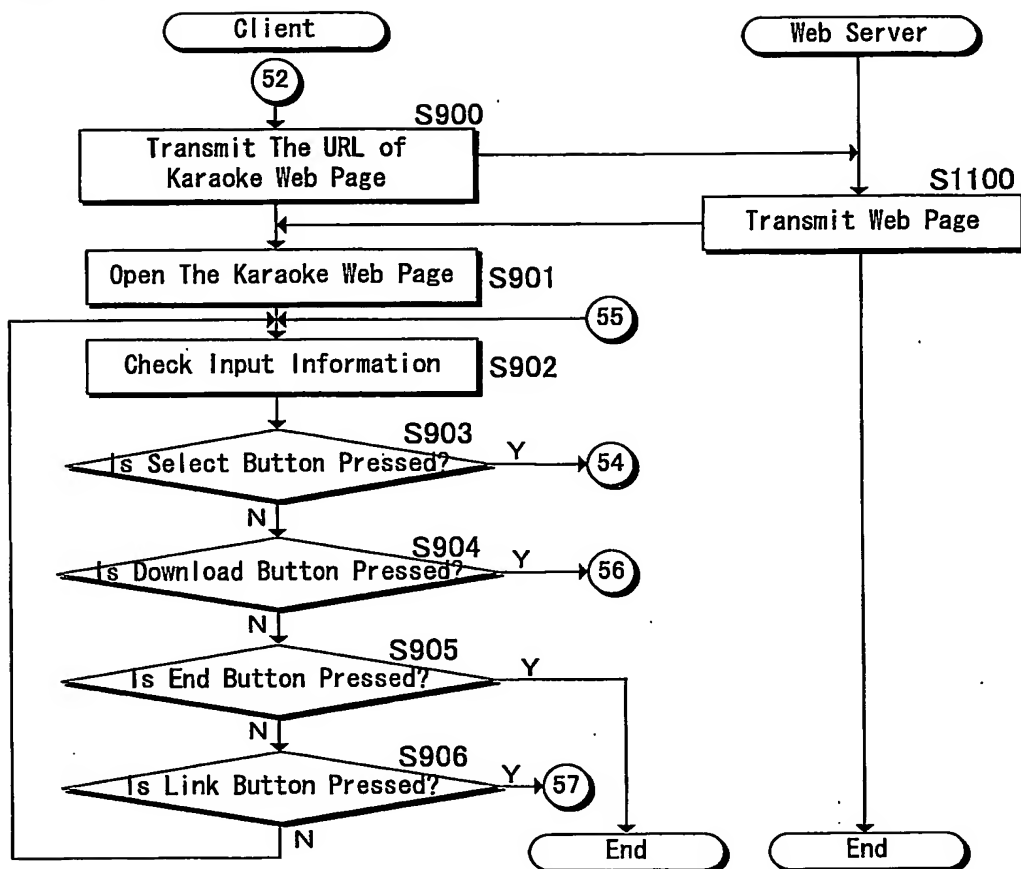 Client
Web Server
52
S900
Transmit The URL of
Karaoke Web Page
S1100
Transmit Web Page
Open The Karaoke Web Page
S901
55
Check Input Information
S902
S903
Is Select Button Pressed?
Y
54
N
S904
Is Download Button Pressed?
Y
56
N
S905
Is End Button Pressed?
Y
N
S906
Is Link Button Pressed?
Y
57
N
End
End